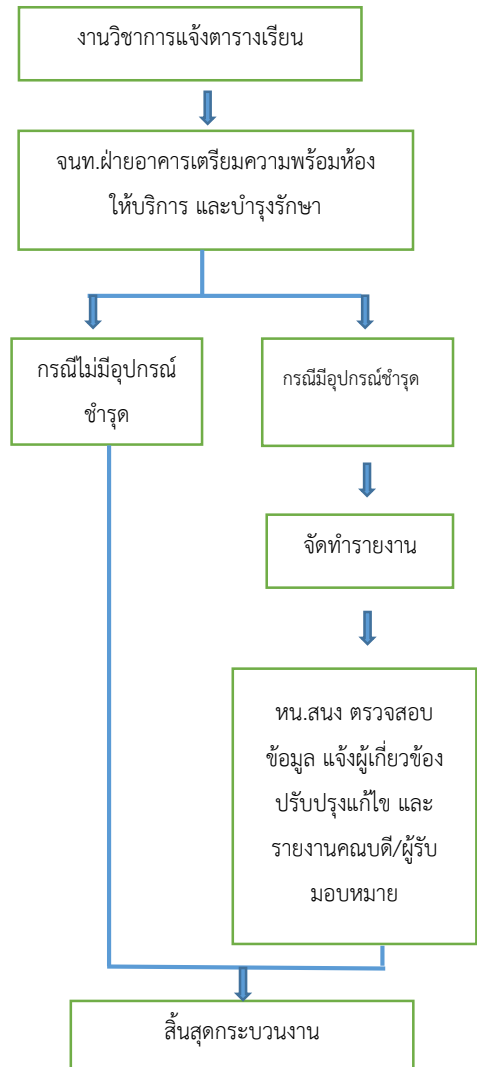 งานวิชาการแจ้งตารางเรียน
จนท.ฝ่ายอาคารเตรียมความพร้อมห้อง
ให้บริการ และบำรุงรักษา
กรณีไม่มีอุปกรณ์
ชำรุด
กรณีมีอุปกรณ์ชำรุด
จัดทำรายงาน
หน.สนง ตรวจสอบ
ข้อมูล แจ้งผู้เกี่ยวข้อง
ปรับปรุงแก้ไข และ
รายงานคณบดี/ผู้รับ
มอบหมาย
สิ้นสุดกระบวนงาน